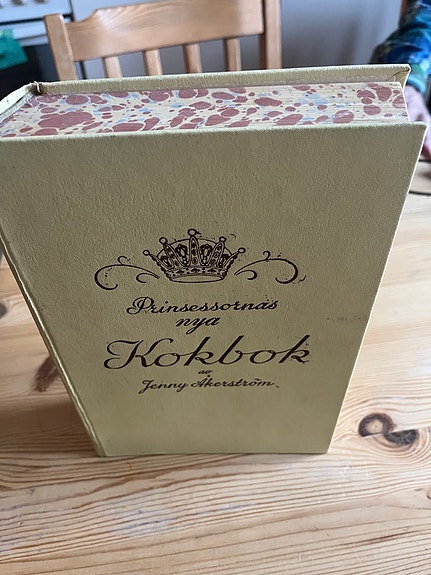 Prinsessornas
nya
Kokbok
av
Jenny Åkerström